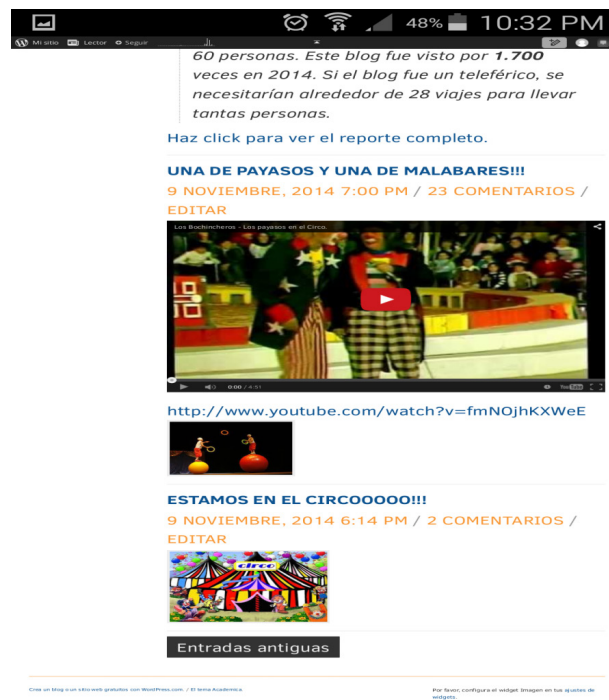 48% 10:32 PM
Mi sitio Lector Seguir
60 personas. Este blog fue visto por 1.700
veces en 2014. Si el blog fue un teleférico, se
necesitarían alrededor de 28 viajes para llevar
tantas personas.
Haz click para ver el reporte completo.
UNA DE PAYASOS Y UNA DE MALABARES!!!
9 NOVIEMBRE, 2014 7:00 PM / 23 COMENTARIOS /
EDITAR
Los Bochincheros - Los payasos en el Circo.
0:00 / 4:51 YouTube
http://www.youtube.com/watch?v=fmNOjhKXWeE
ESTAMOS EN EL CIRCOOOOO!!!
9 NOVIEMBRE, 2014 6:14 PM / 2 COMENTARIOS /
EDITAR
circo
Entradas antiguas
Crea un blog o un sitio web gratuitos con WordPress.com. / El tema Academica.
Por favor, configura el widget Imagen en tus ajustes de
widgets.